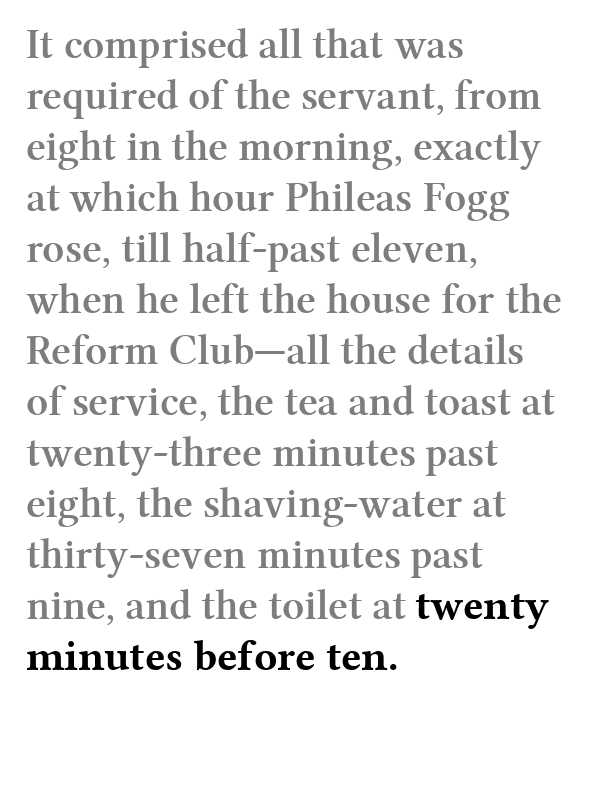 It comprised all that was
required of the servant, from
eight in the morning, exactly
at which hour Phileas Fogg
rose, till half-past eleven,
when he left the house for the
Reform Club—all the details
of service, the tea and toast at
twenty-three minutes past
eight, the shaving-water at
thirty-seven minutes past
nine, and the toilet at twenty
minutes before ten.